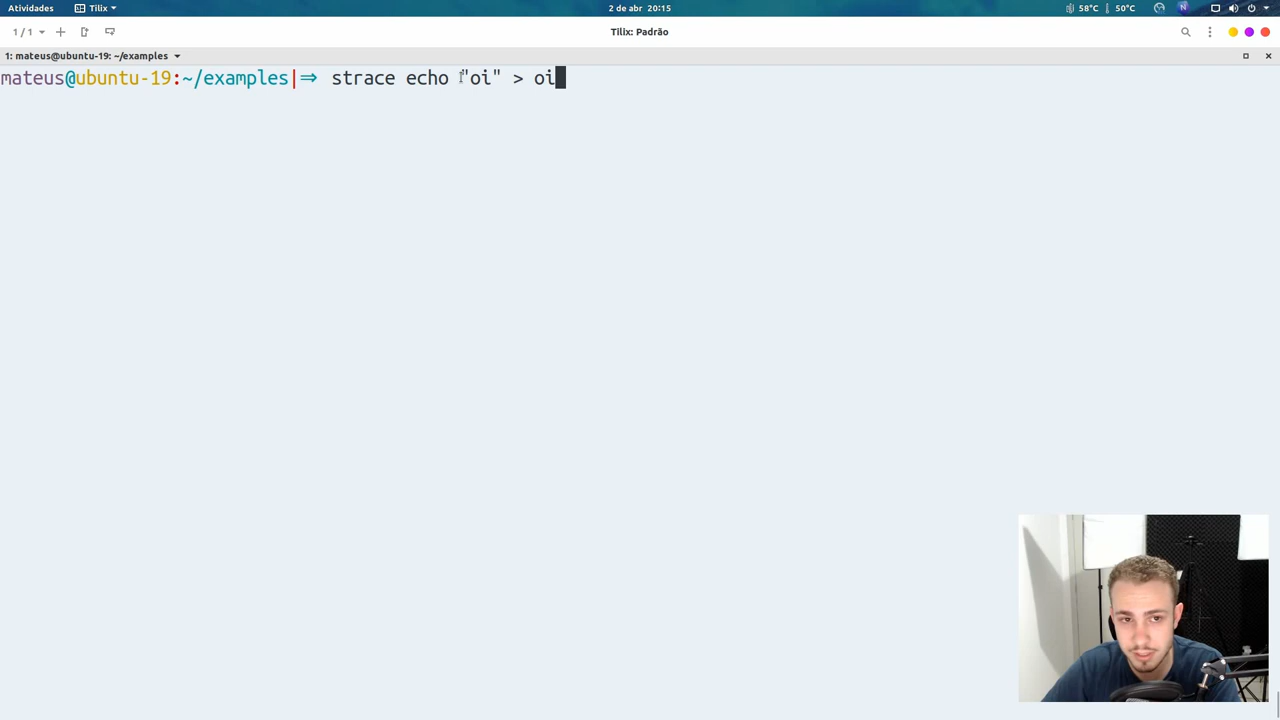 Atividades Tilix 2 de abr 20:15 58°C 50°C N
1 / 1 Tilix: Padrão
1: mateus@ubuntu-19: ~/examples
mateus@ubuntu-19:~/examples|⇒ strace echo "oi" > oi